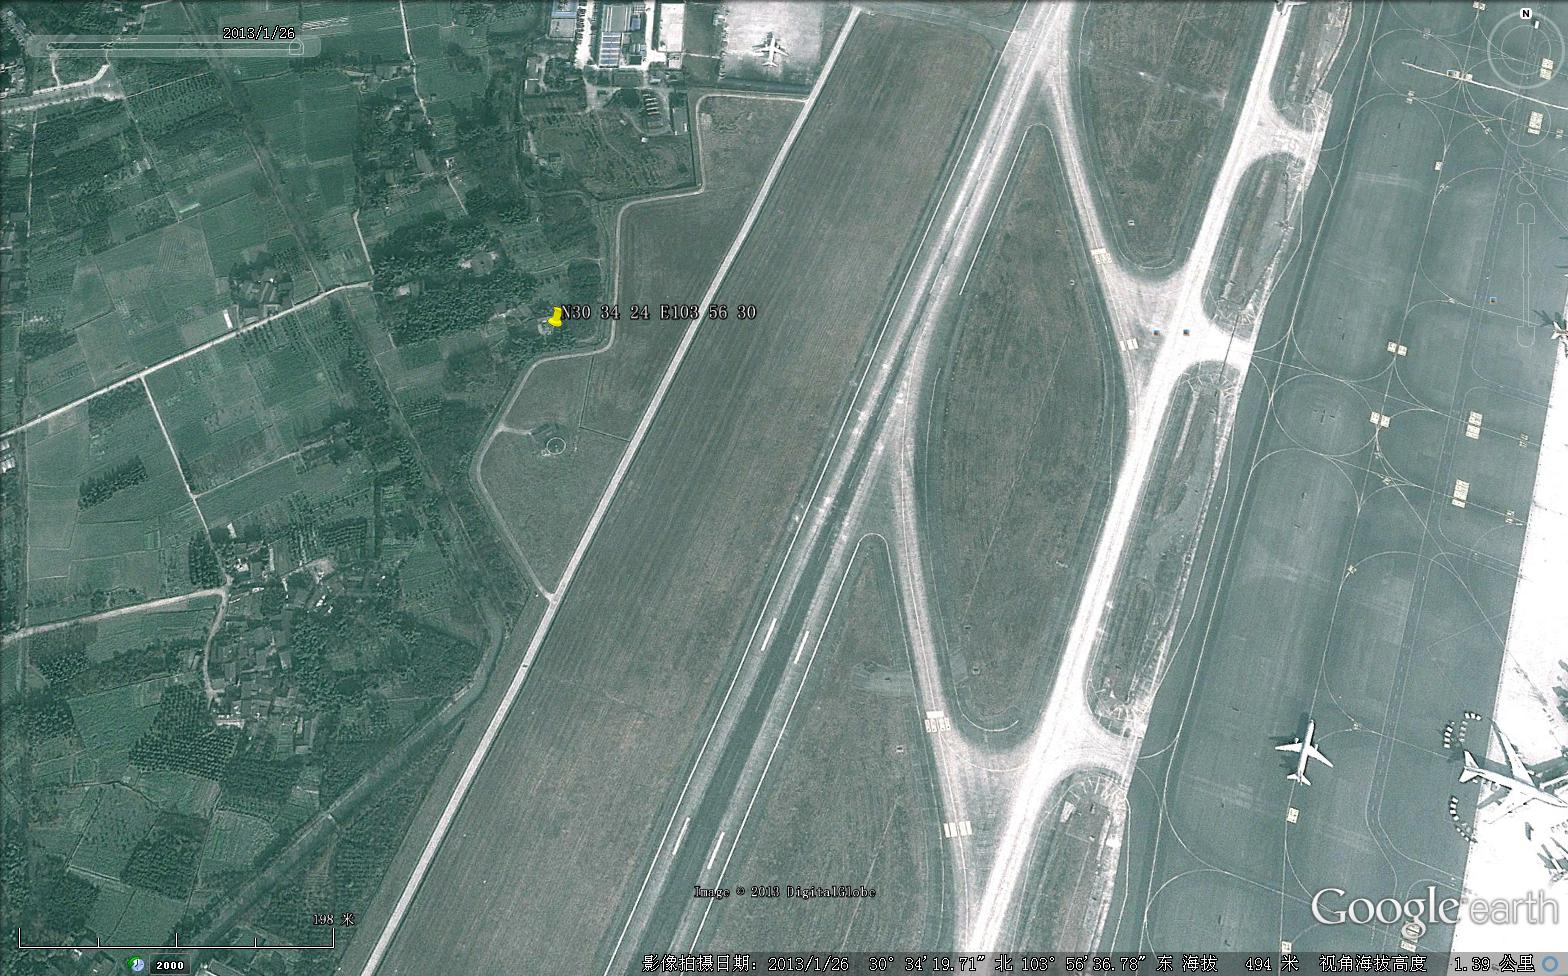 2013/1/26
N
N30 34 24 E103 56 30
Image © 2013 DigitalGlobe
198 米
Google earth
2000
影像拍摄日期: 2013/1/26 30° 34'19.71" 北 103° 56'36.78" 东 海拔 494 米 视角海拔高度 1.39 公里